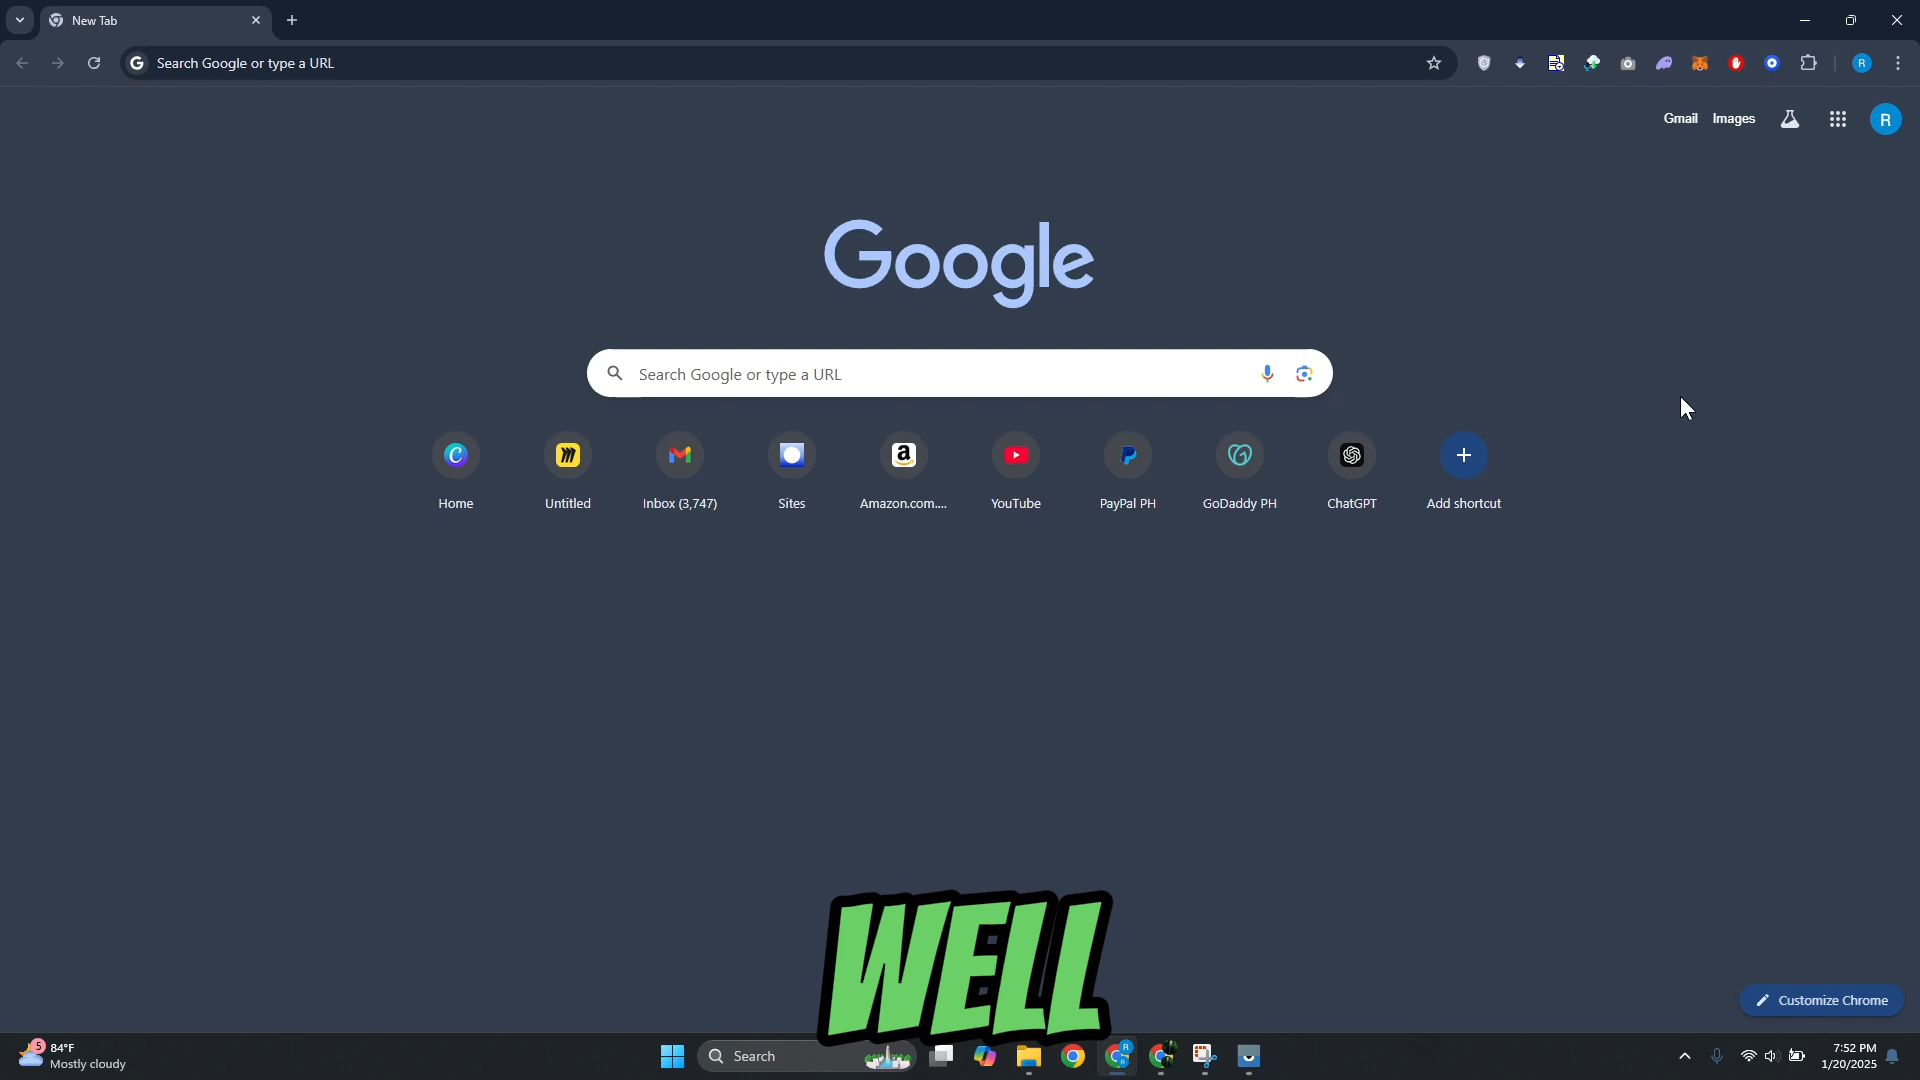 New Tab
Search Google or type a URL
R
Gmail
Images
R
Google
Search Google or type a URL
Home
Untitled
Inbox (3,747)
Sites
Amazon.com....
YouTube
PayPal PH
GoDaddy PH
ChatGPT
Add shortcut
WELL
Customize Chrome
5
84°F
Mostly cloudy
Search
7:52 PM
1/20/2025